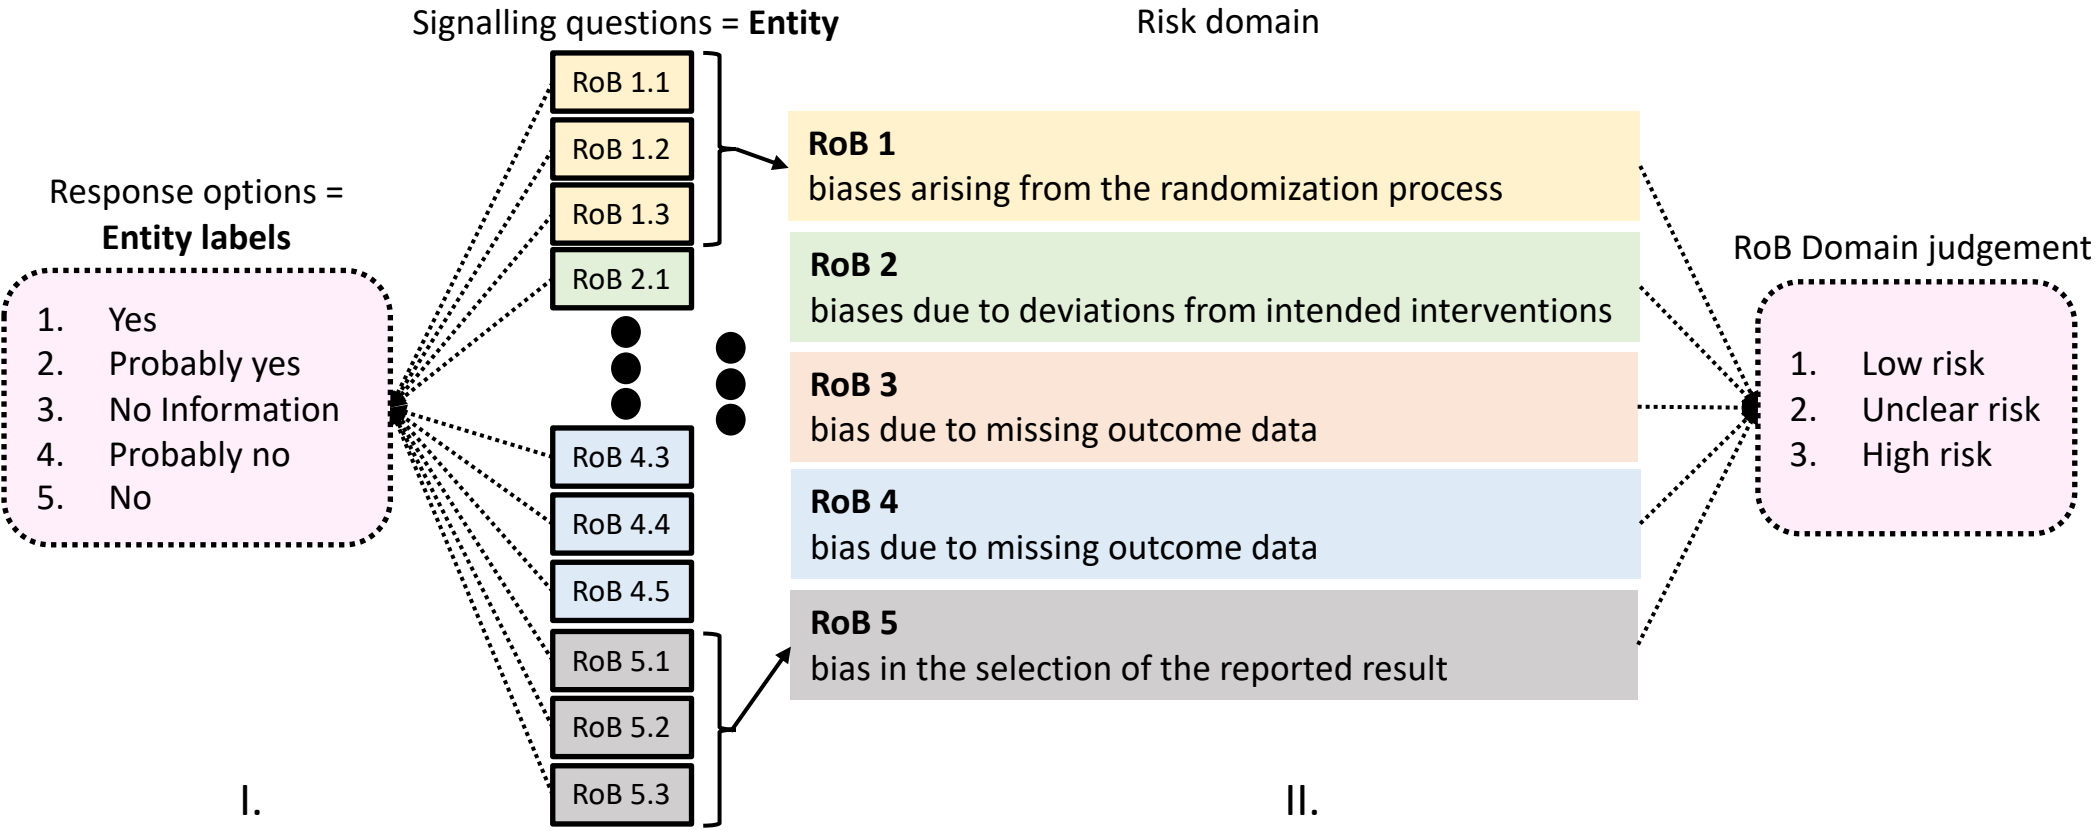 Signalling questions = Entity
Risk domain
Response options =
Entity labels
1. Yes
2. Probably yes
3. No Information
4. Probably no
5. No
RoB 1.1
RoB 1.2
RoB 1.3
RoB 2.1
RoB 4.3
RoB 4.4
RoB 4.5
RoB 5.1
RoB 5.2
RoB 5.3
RoB 1
biases arising from the randomization process
RoB 2
biases due to deviations from intended interventions
RoB 3
bias due to missing outcome data
RoB 4
bias due to missing outcome data
RoB 5
bias in the selection of the reported result
RoB Domain judgement
1. Low risk
2. Unclear risk
3. High risk
I.
II.